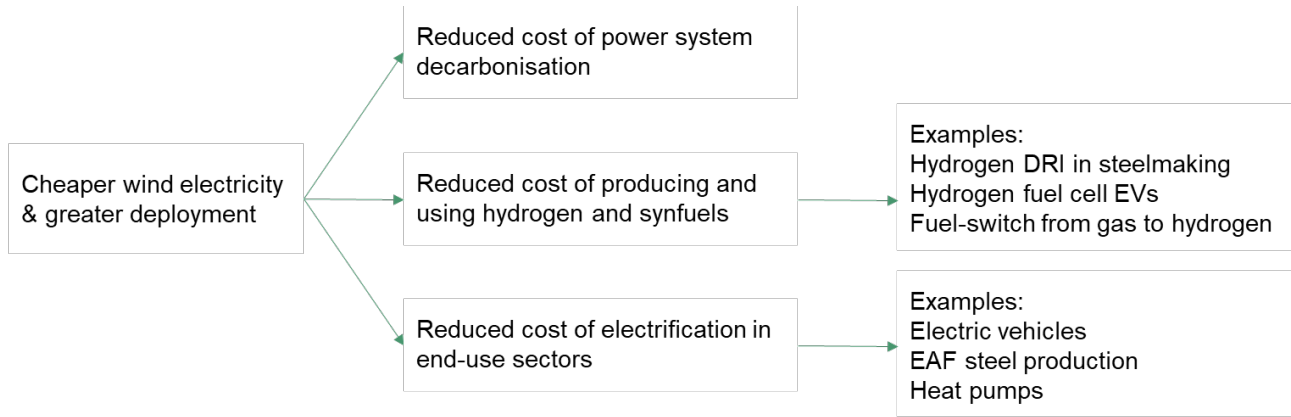 Reduced cost of power system
decarbonisation
Cheaper wind electricity
& greater deployment
Reduced cost of producing and
using hydrogen and synfuels
Examples:
Hydrogen DRI in steelmaking
Hydrogen fuel cell EVs
Fuel-switch from gas to hydrogen
Reduced cost of electrification in
end-use sectors
Examples:
Electric vehicles
EAF steel production
Heat pumps